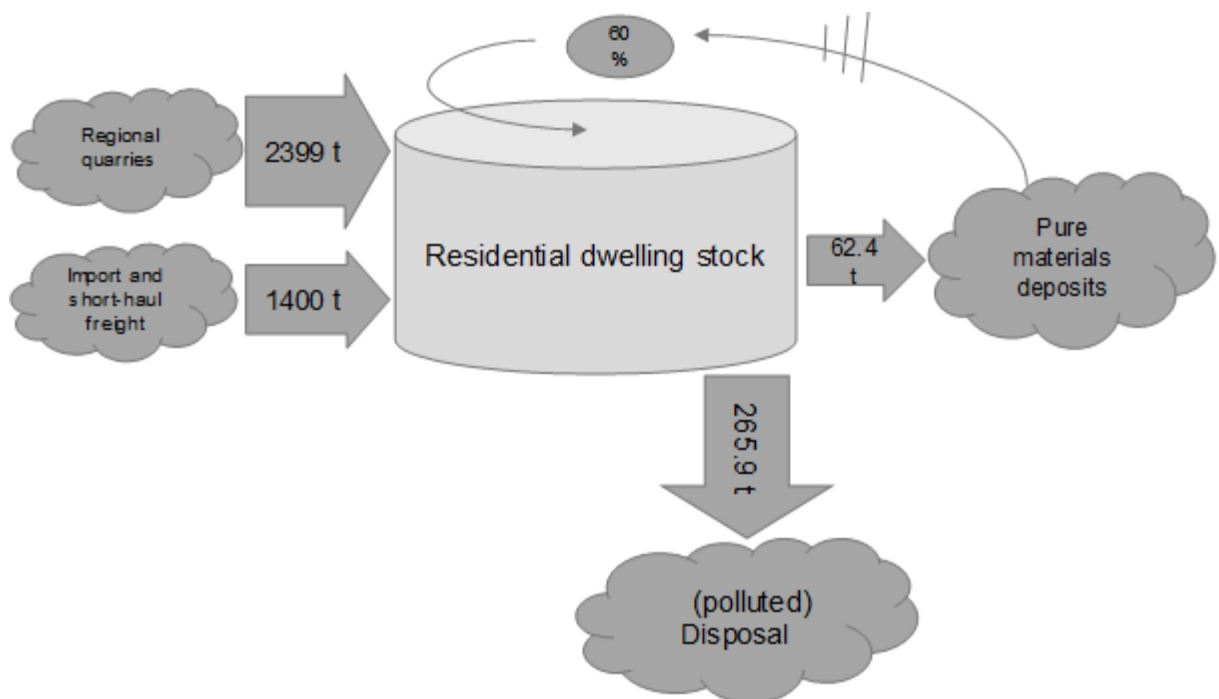 60
%
Regional
quarries
2399 t
Import and
short-haul
freight
1400 t
Residential dwelling stock
62.4
t
Pure
materials
deposits
265.9 t
(polluted)
Disposal